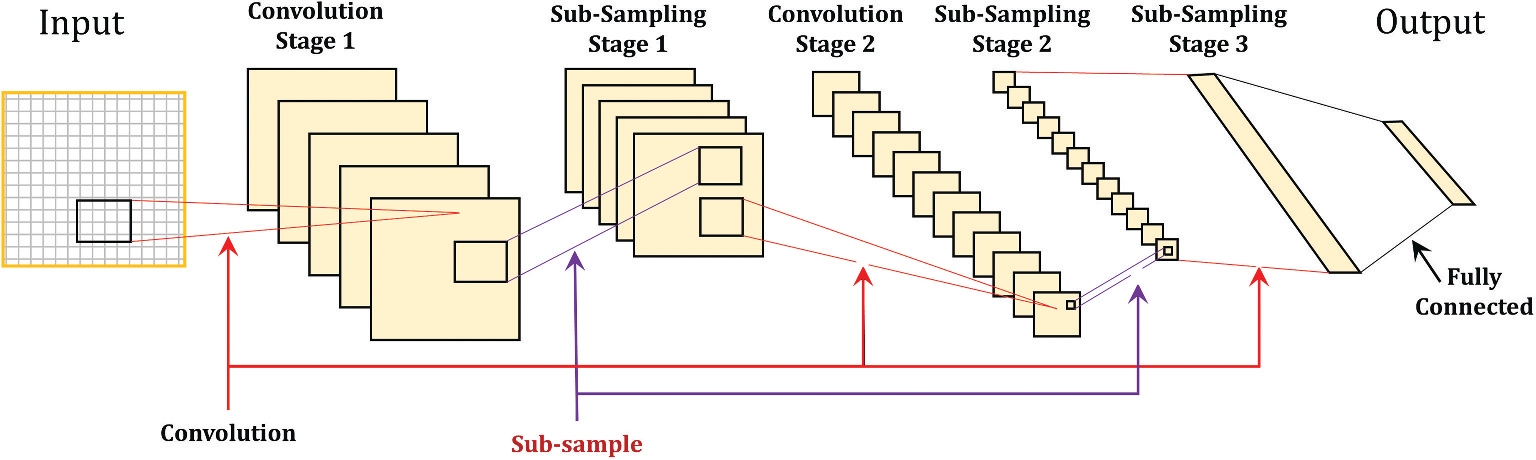 Input
Convolution
Stage 1
Sub-Sampling
Stage 1
Convolution
Stage 2
Sub-Sampling
Stage 2
Sub-Sampling
Stage 3
Output
Fully
Connected
Convolution
Sub-sample